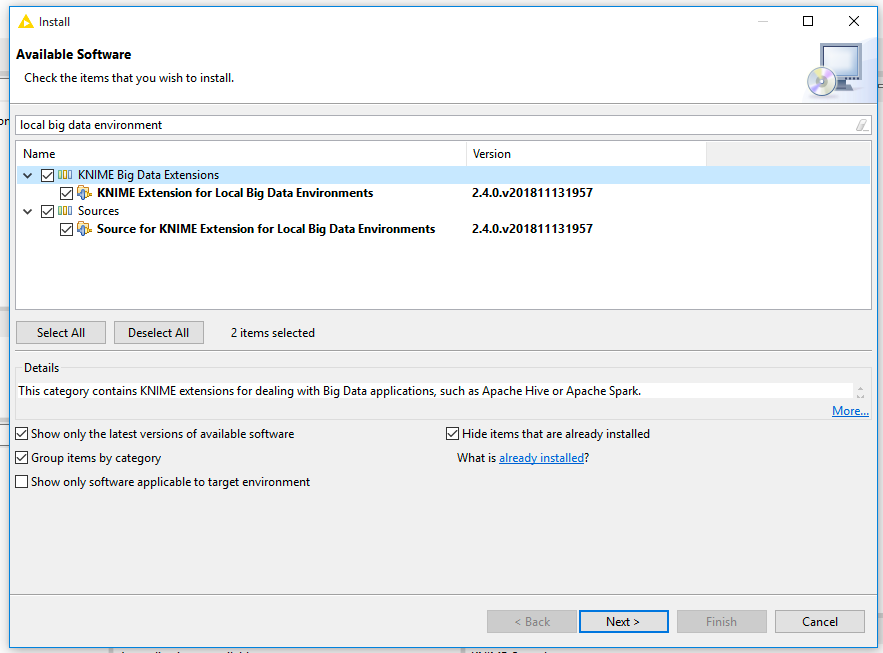 Install
Available Software
Check the items that you wish to install.
local big data environment
Name Version
KNIME Big Data Extensions
KNIME Extension for Local Big Data Environments 2.4.0.v201811131957
Sources
Source for KNIME Extension for Local Big Data Environments 2.4.0.v201811131957
Select All Deselect All 2 items selected
Details
This category contains KNIME extensions for dealing with Big Data applications, such as Apache Hive or Apache Spark.
More...
Show only the latest versions of available software Hide items that are already installed
Group items by category What is already installed?
Show only software applicable to target environment
< Back Next > Finish Cancel